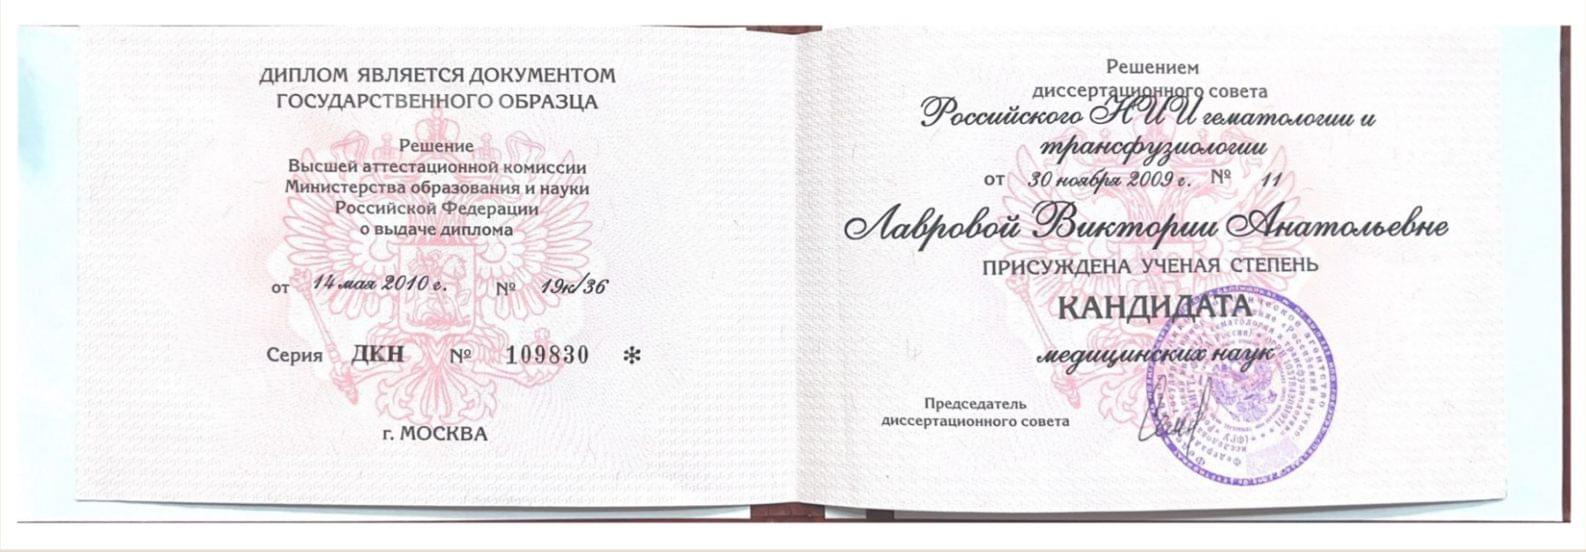 ДИПЛОМ ЯВЛЯЕТСЯ ДОКУМЕНТОМ
ГОСУДАРСТВЕННОГО ОБРАЗЦА
Решение
Высшей аттестационной комиссии
Министерства образования и науки
Российской Федерации
о выдаче диплома
от 14 мая 2010 г. № 19к/36
Серия ДКН № 109830 *
г. МОСКВА
Решением
диссертационного совета
Российского НИИ гематологии и
трансфузиологии
от 30 ноября 2009 г. № 11
Лавровой Виктории Анатольевне
ПРИСУЖДЕНА УЧЕНАЯ СТЕПЕНЬ
КАНДИДАТА
медицинских наук
Председатель
диссертационного совета